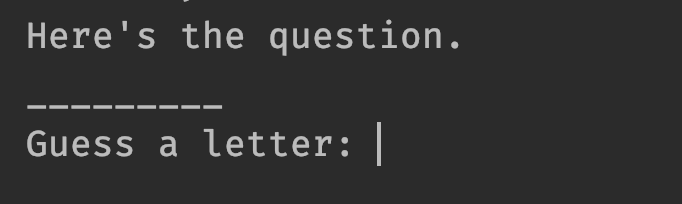 Here's the question.
_________
Guess a letter: